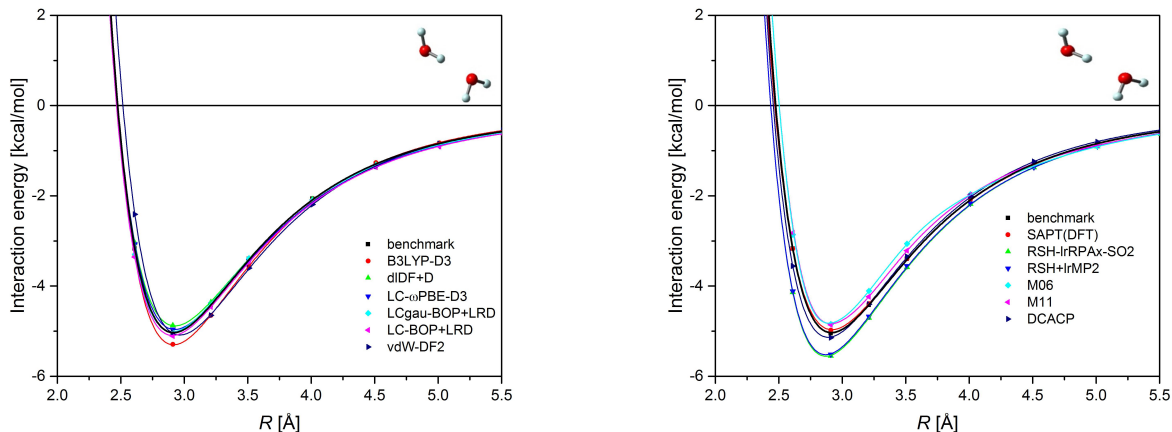 2
0
-2
-4
-6
Interaction energy [kcal/mol]
benchmark
B3LYP-D3
dlDF+D
LC-ωPBE-D3
LCgau-BOP+LRD
LC-BOP+LRD
vdW-DF2
2.0 2.5 3.0 3.5 4.0 4.5 5.0 5.5
R [Å]
2
0
-2
-4
-6
Interaction energy [kcal/mol]
benchmark
SAPT(DFT)
RSH-lrRPAx-SO2
RSH+lrMP2
M06
M11
DCACP
2.0 2.5 3.0 3.5 4.0 4.5 5.0 5.5
R [Å]